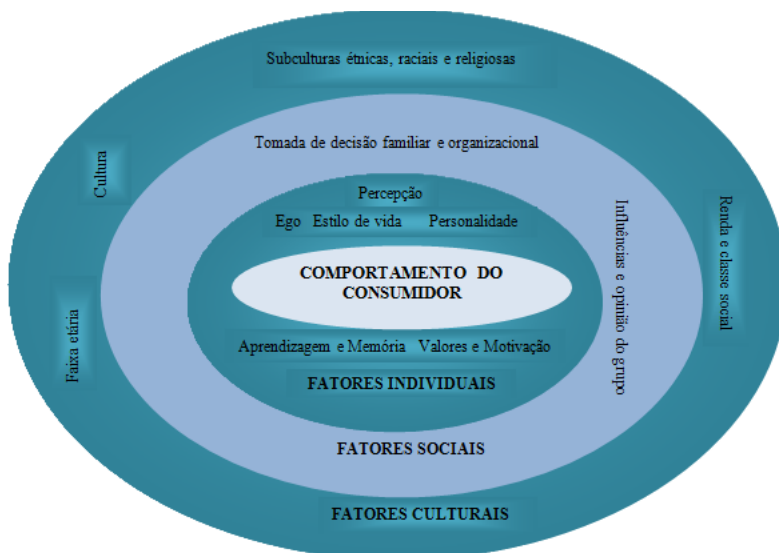 Subculturas étnicas, raciais e religiosas
Tomada de decisão familiar e organizacional
Cultura
Percepção
Ego Estilo de vida Personalidade
Influências e opinião do grupo
Renda e classe social
COMPORTAMENTO DO
CONSUMIDOR
Faixa etária
Aprendizagem e Memória Valores e Motivação
FATORES INDIVIDUAIS
FATORES SOCIAIS
FATORES CULTURAIS